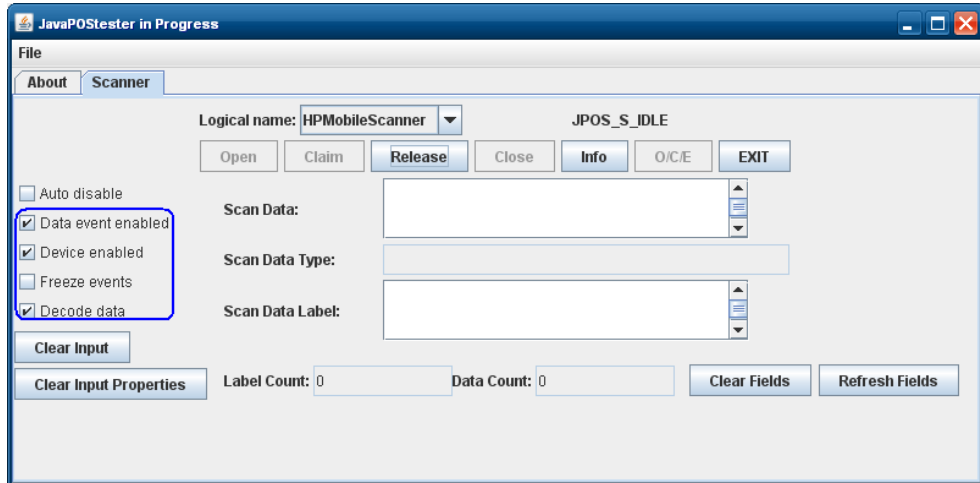 JavaPOStester in Progress
File
About Scanner
Logical name: HPMobileScanner JPOS_S_IDLE
Open Claim Release Close Info O/C/E EXIT
Auto disable
Data event enabled
Device enabled
Freeze events
Decode data
Scan Data:
Scan Data Type:
Scan Data Label:
Clear Input
Clear Input Properties
Label Count: 0 Data Count: 0 Clear Fields Refresh Fields